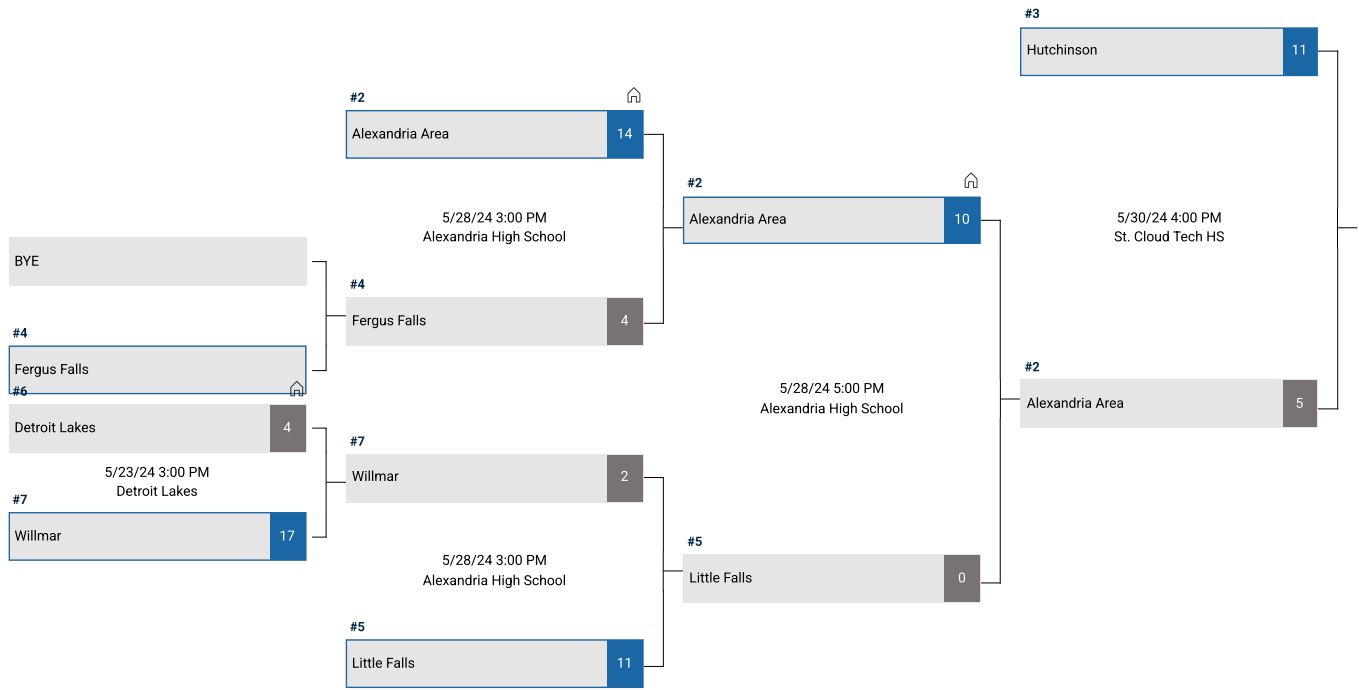 #3
Hutchinson 11
#2
Alexandria Area 14
#2
Alexandria Area 10
5/28/24 3:00 PM
Alexandria High School
5/30/24 4:00 PM
St. Cloud Tech HS
BYE
#4
Fergus Falls 4
#4
Fergus Falls
#6
Detroit Lakes 4
5/28/24 5:00 PM
Alexandria High School
#2
Alexandria Area 5
#7
Willmar 2
5/23/24 3:00 PM
Detroit Lakes
#7
Willmar 17
5/28/24 3:00 PM
Alexandria High School
#5
Little Falls 0
#5
Little Falls 11